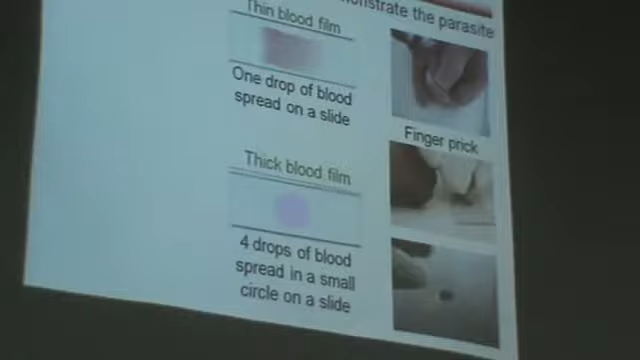 the parasite
Thin blood film
One drop of blood
spread on a slide
Finger prick
Thick blood film
4 drops of blood
spread in a small
circle on a slide